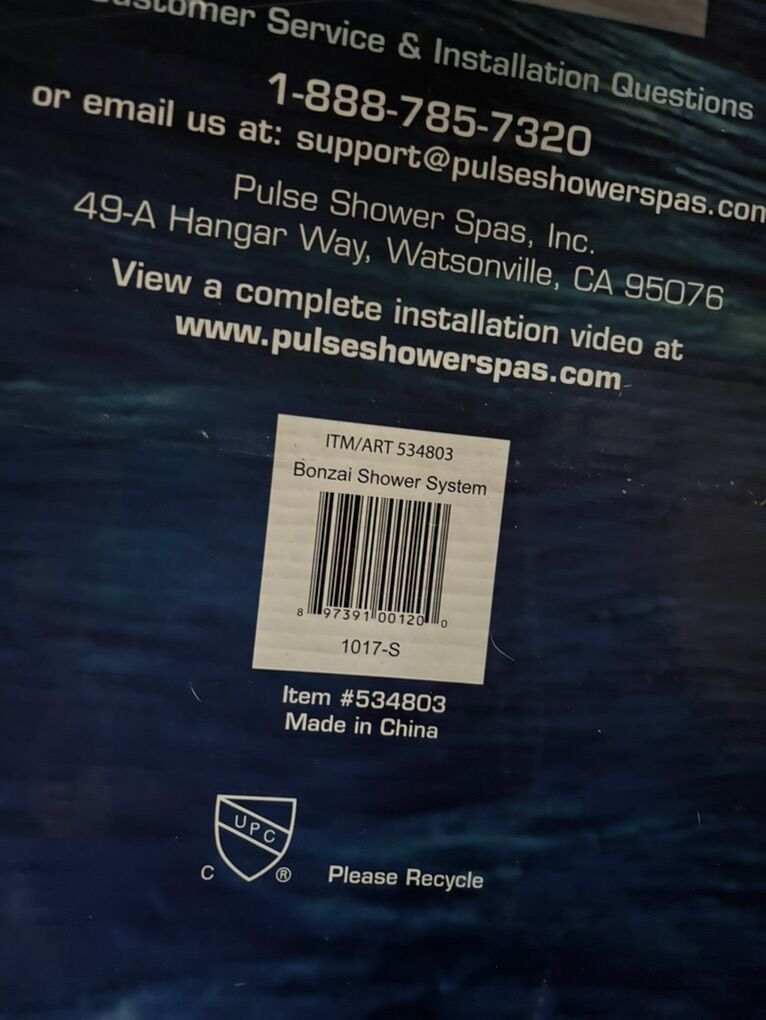 Customer Service & Installation Questions
1-888-785-7320
or email us at: support@pulseshowerspas.com
Pulse Shower Spas, Inc.
49-A Hangar Way, Watsonville, CA 95076
View a complete installation video at
www.pulseshowerspas.com
ITM/ART 534803
Bonzai Shower System
8 97391 00120 0
1017-S
Item #534803
Made in China
UPC
C ®
Please Recycle